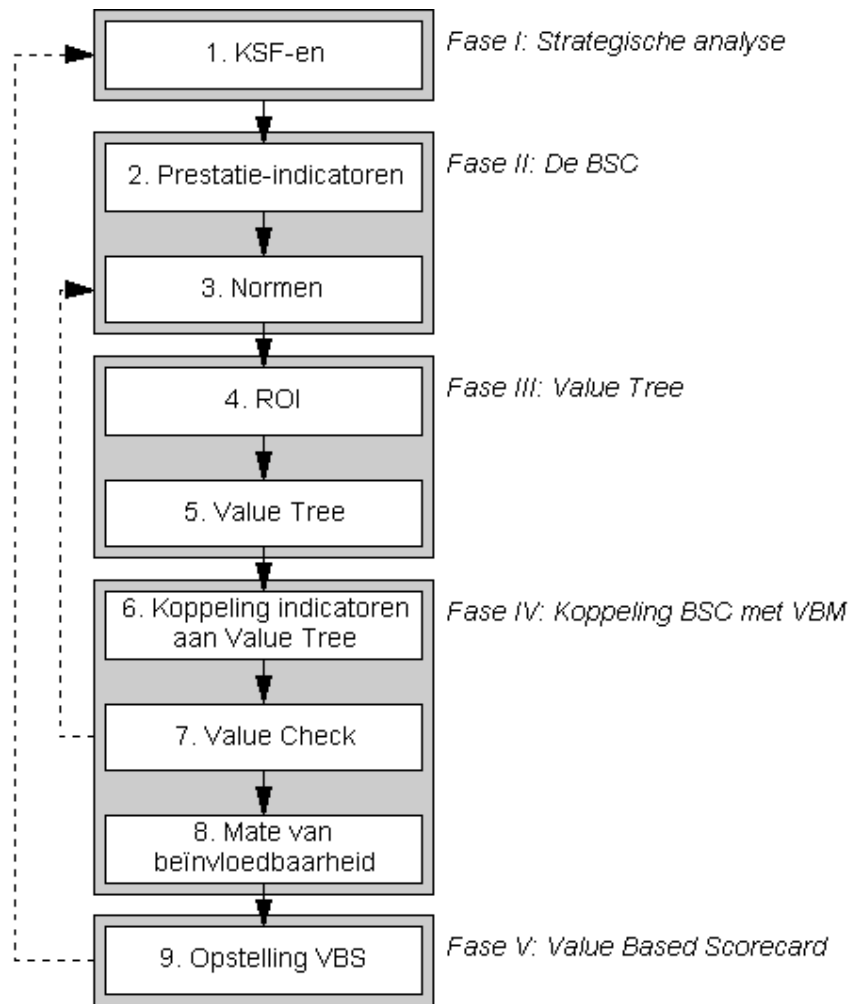 1. KSF-en
Fase I: Strategische analyse
2. Prestatie-indicatoren
Fase II: De BSC
3. Normen
4. ROI
Fase III: Value Tree
5. Value Tree
6. Koppeling indicatoren
aan Value Tree
Fase IV: Koppeling BSC met VBM
7. Value Check
8. Mate van
beïnvloedbaarheid
9. Opstelling VBS
Fase V: Value Based Scorecard